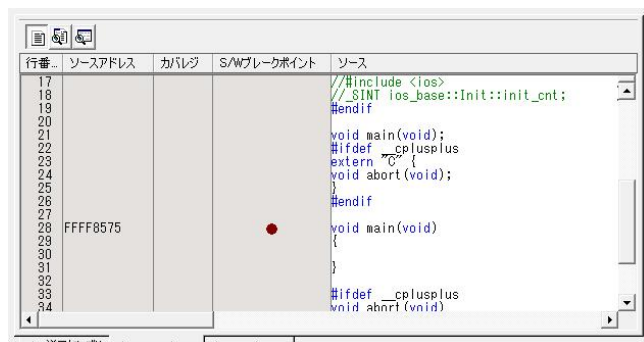 行番... ソースアドレス カバレジ S/Wブレークポイント ソース
17 //#include <ios>
18 //_SINT ios_base::Init::init_cnt;
19 #endif
20
21 void main(void);
22 #ifdef __cplusplus
23 extern "C" {
24 void abort(void);
25 }
26 #endif
27
28 FFFF8575 void main(void)
29 {
30
31 }
32
33 #ifdef __cplusplus
34 void abort(void)